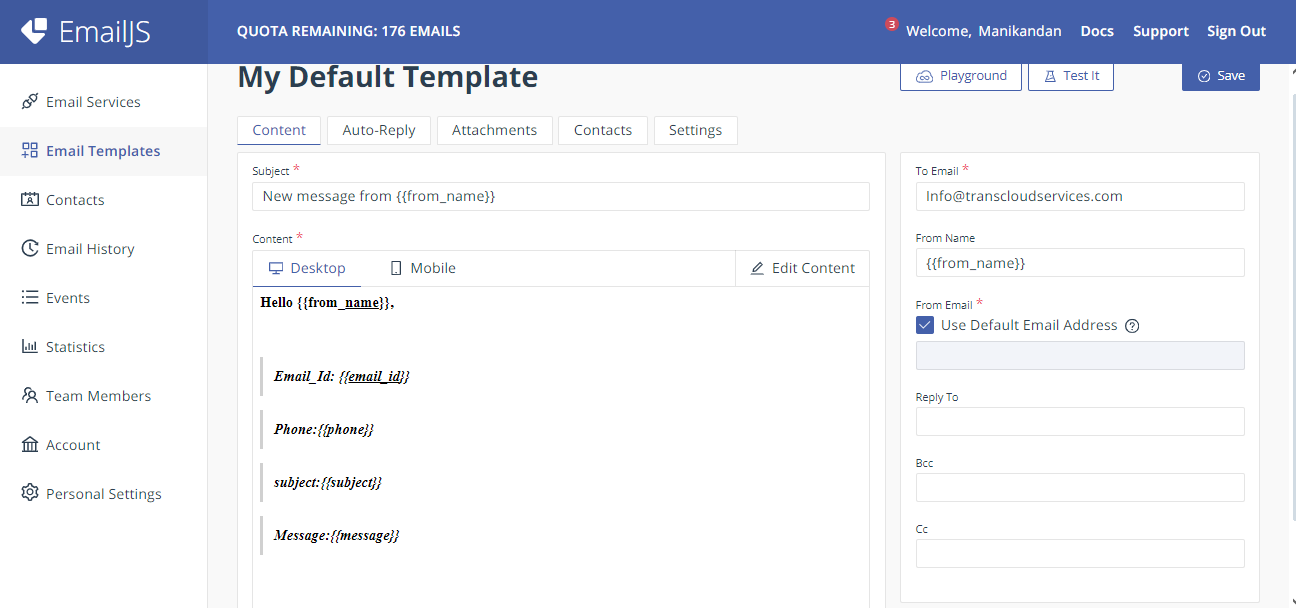 EmailJS
QUOTA REMAINING: 176 EMAILS
3
Welcome, Manikandan
Docs
Support
Sign Out
Email Services
Email Templates
Contacts
Email History
Events
Statistics
Team Members
Account
Personal Settings
My Default Template
Playground
Test It
Save
Content
Auto-Reply
Attachments
Contacts
Settings
Subject *
New message from {{from_name}}
Content *
Desktop
Mobile
Edit Content
Hello {{from_name}},
Email_Id: {{email_id}}
Phone:{{phone}}
subject:{{subject}}
Message:{{message}}
To Email *
Info@transcloudservices.com
From Name
{{from_name}}
From Email *
Use Default Email Address ?
Reply To
Bcc
Cc